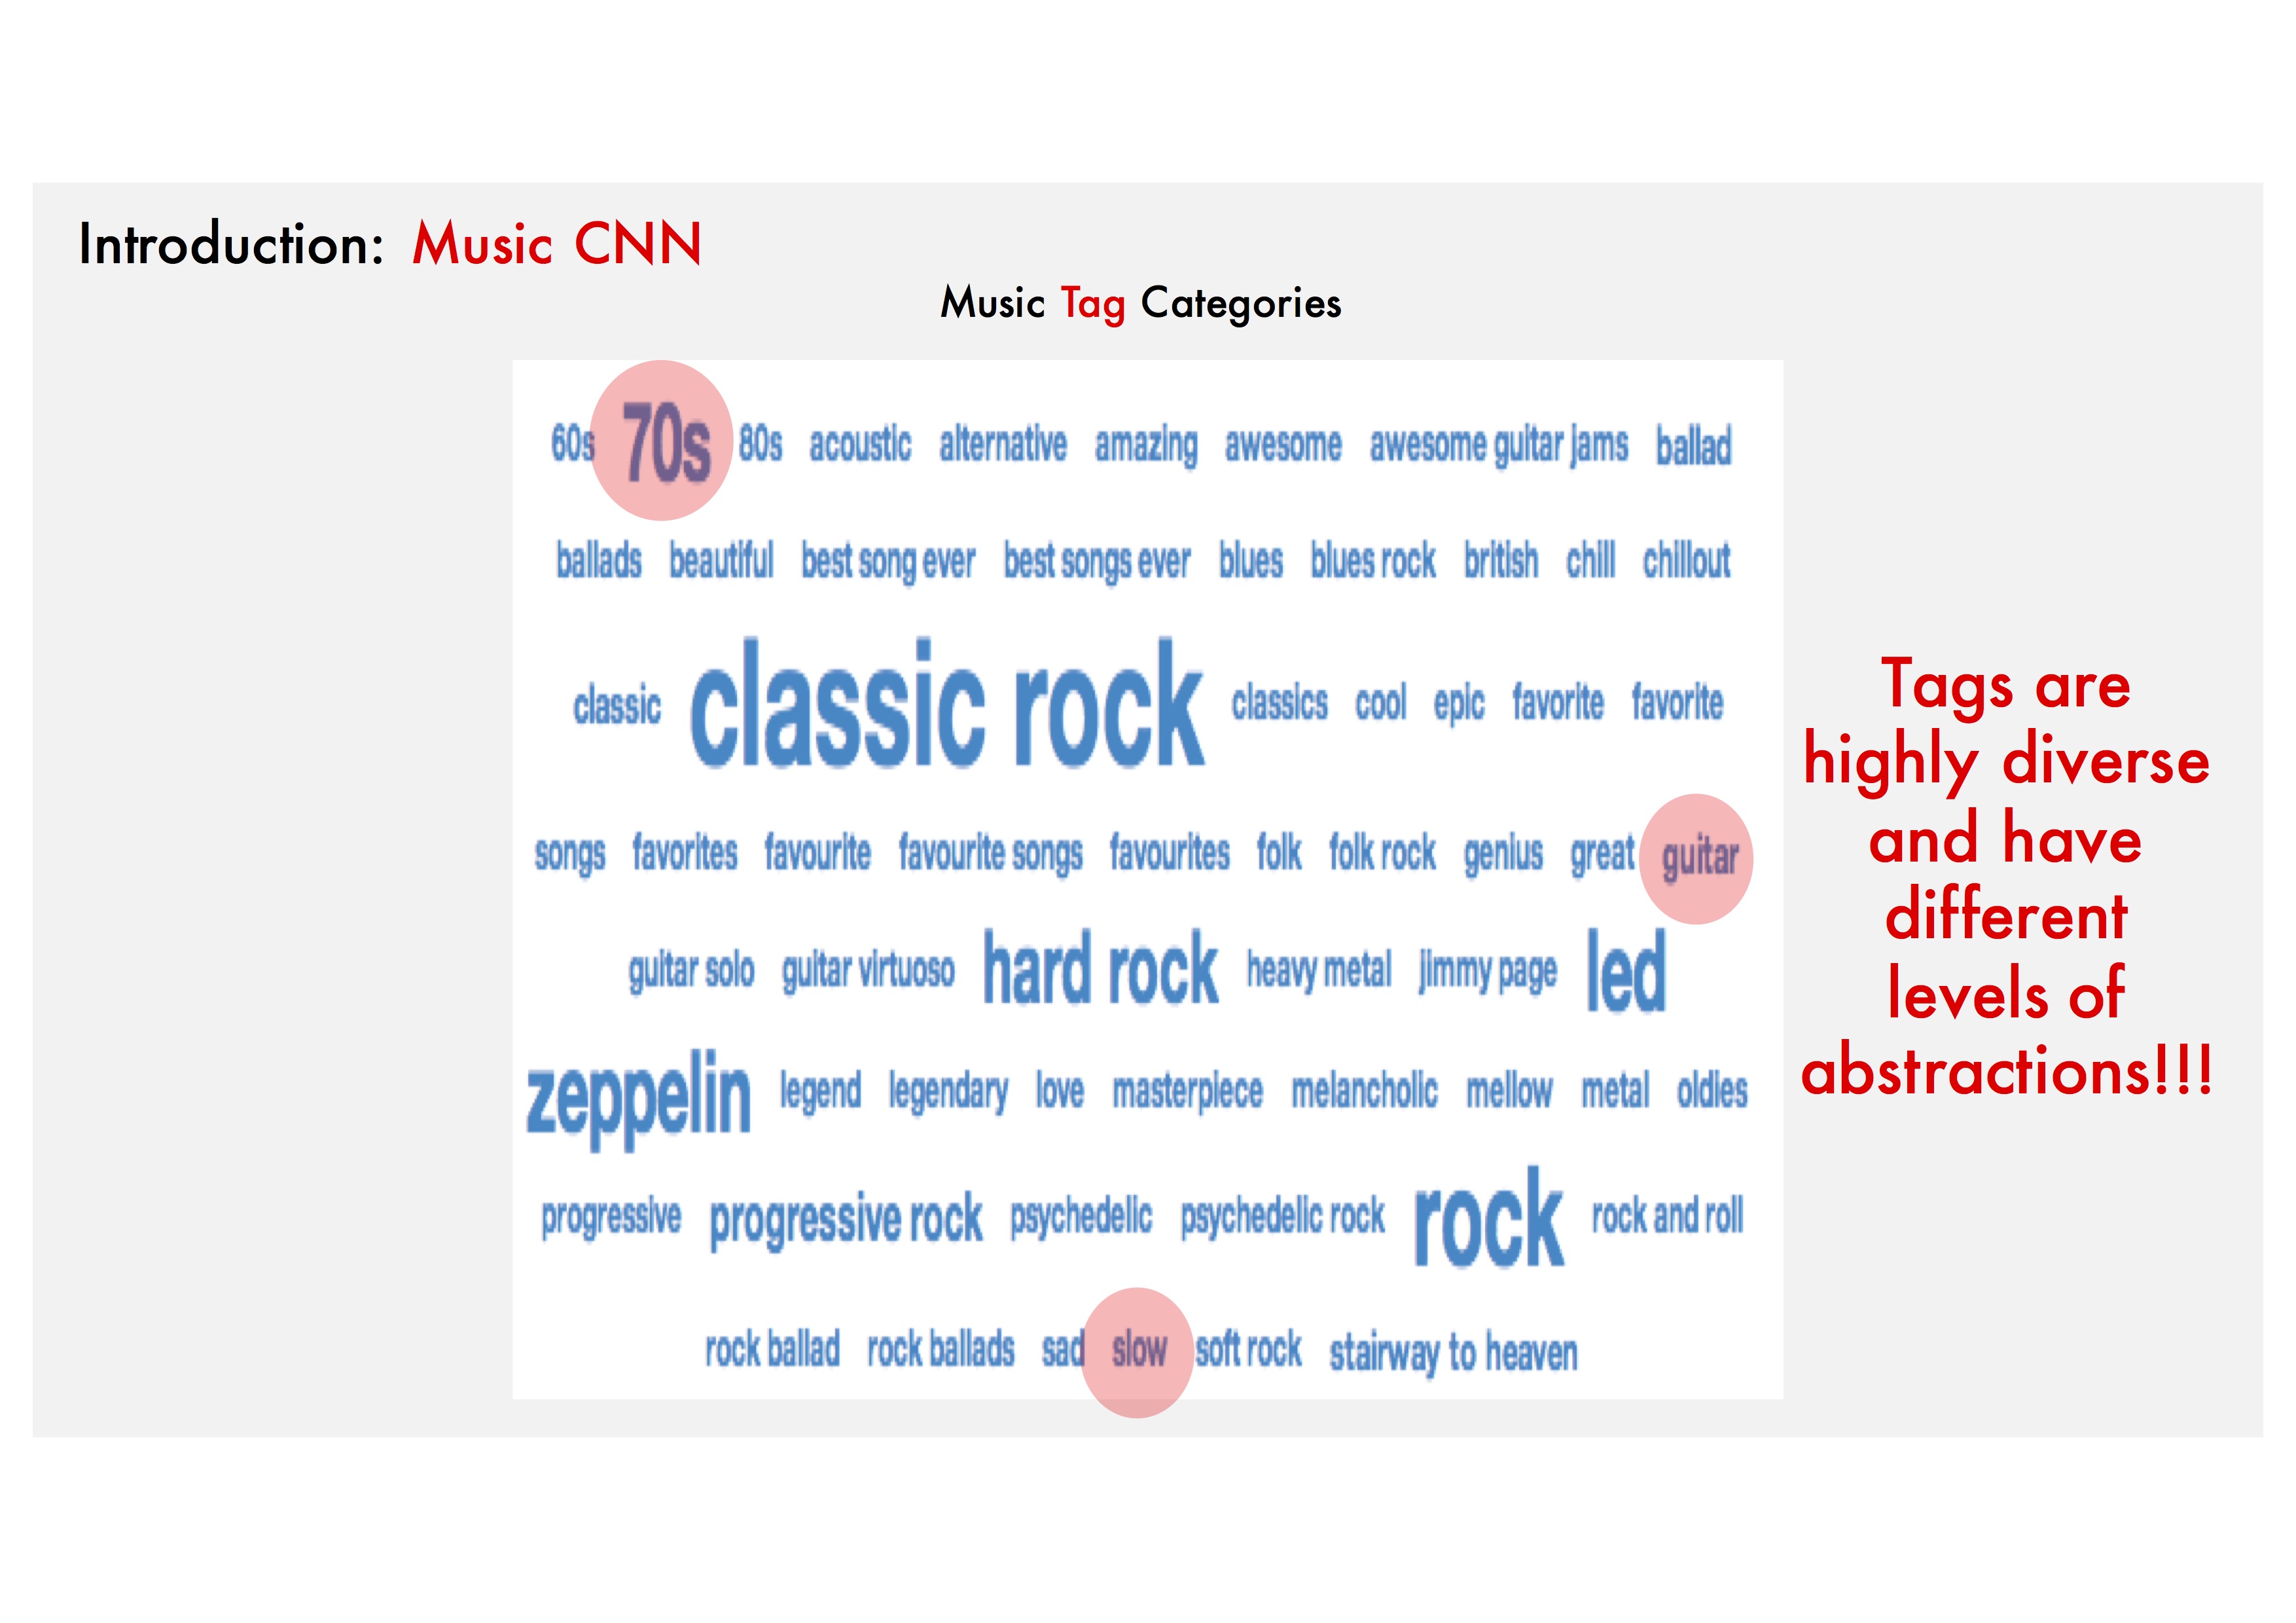 Introduction: Music CNN
Music Tag Categories
60s 70s 80s acoustic alternative amazing awesome awesome guitar jams ballad
ballads beautiful best song ever best songs ever blues blues rock british chill chillout
classic classic rock classics cool epic favorite favorite
songs favorites favourite favourite songs favourites folk folk rock genius great guitar
guitar solo guitar virtuoso hard rock heavy metal jimmy page led
zeppelin legend legendary love masterpiece melancholic mellow metal oldies
progressive progressive rock psychedelic psychedelic rock rock rock and roll
rock ballad rock ballads sad slow soft rock stairway to heaven
Tags are
highly diverse
and have
different
levels of
abstractions!!!